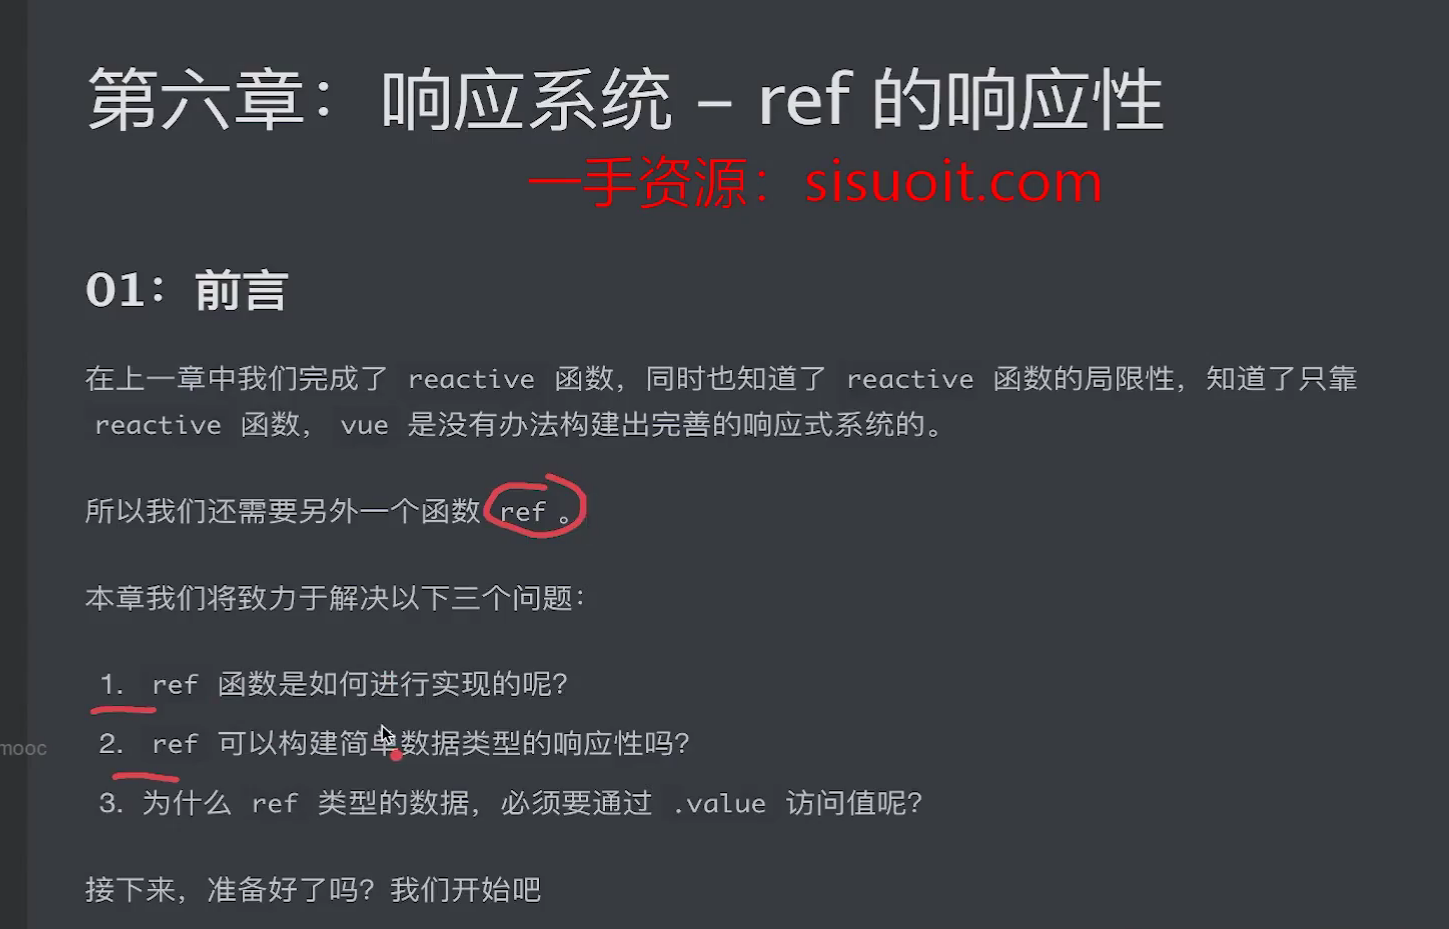 第六章：响应系统 – ref 的响应性
一手资源：sisuoit.com
01：前言
在上一章中我们完成了 reactive 函数，同时也知道了 reactive 函数的局限性，知道了只靠
reactive 函数， vue 是没有办法构建出完善的响应式系统的。
所以我们还需要另外一个函数 ref 。
本章我们将致力于解决以下三个问题：
1. ref 函数是如何进行实现的呢？
2. ref 可以构建简单数据类型的响应性吗？
mooc
3. 为什么 ref 类型的数据，必须要通过 .value 访问值呢？
接下来，准备好了吗？我们开始吧